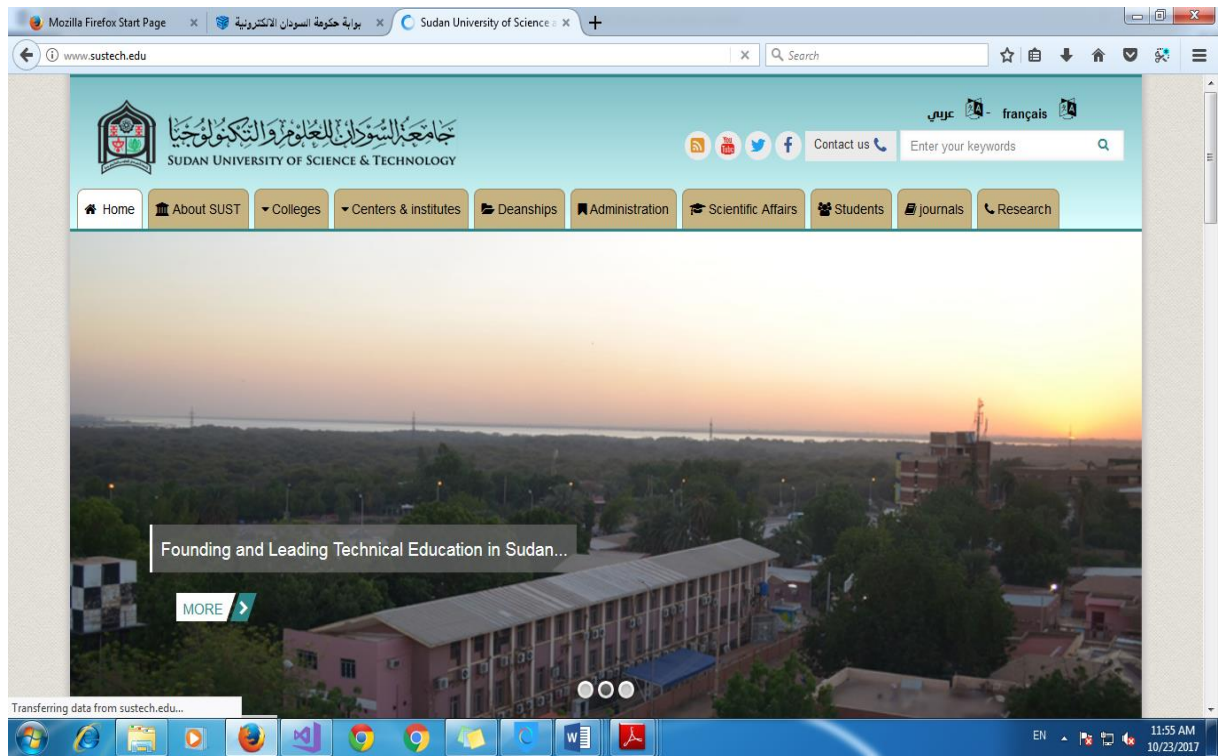 Mozilla Firefox Start Page
بوابة حكومة السودان الالكترونية
Sudan University of Science a
www.sustech.edu
Search
عربي - français
جامعة السودان للعلوم والتكنولوجيا
SUDAN UNIVERSITY OF SCIENCE & TECHNOLOGY
You Tube
Contact us
Enter your keywords
Home
About SUST
Colleges
Centers & institutes
Deanships
Administration
Scientific Affairs
Students
journals
Research
Founding and Leading Technical Education in Sudan...
MORE
Transferring data from sustech.edu...
EN
11:55 AM
10/23/2017